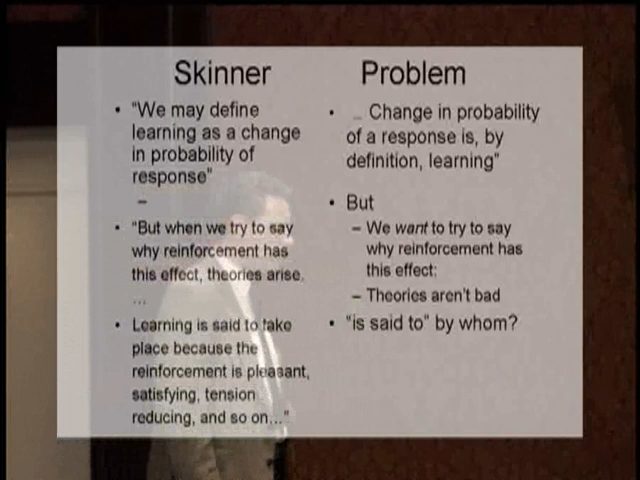 Skinner
• "We may define
learning as a change
in probability of
response"
–
• "But when we try to say
why reinforcement has
this effect, theories arise.
...
• Learning is said to take
place because the
reinforcement is pleasant,
satisfying, tension
reducing, and so on..."
Problem
• ... Change in probability
of a response is, by
definition, learning"
• But
– We want to try to say
why reinforcement has
this effect:
– Theories aren't bad
• "is said to" by whom?